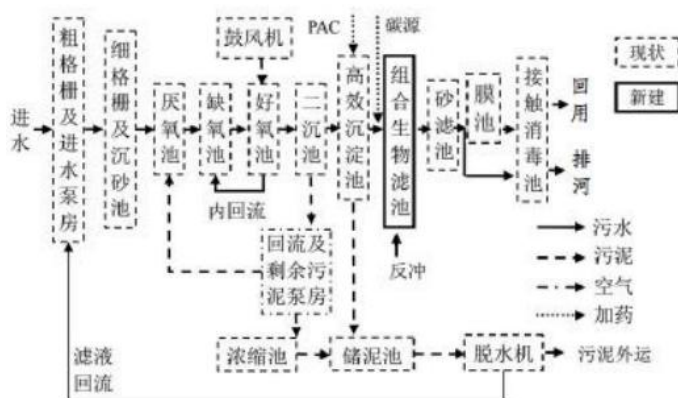 PAC
碳源
鼓风机
现状
新建
进水
粗格栅及进水泵房
细格栅及沉砂池
厌氧池
缺氧池
好氧池
二沉池
高效沉淀池
组合生物滤池
砂滤池
膜池
接触消毒池
回用
排河
内回流
反冲
回流及
剩余污
泥泵房
污水
污泥
空气
加药
滤液
回流
浓缩池
储泥池
脱水机
污泥外运